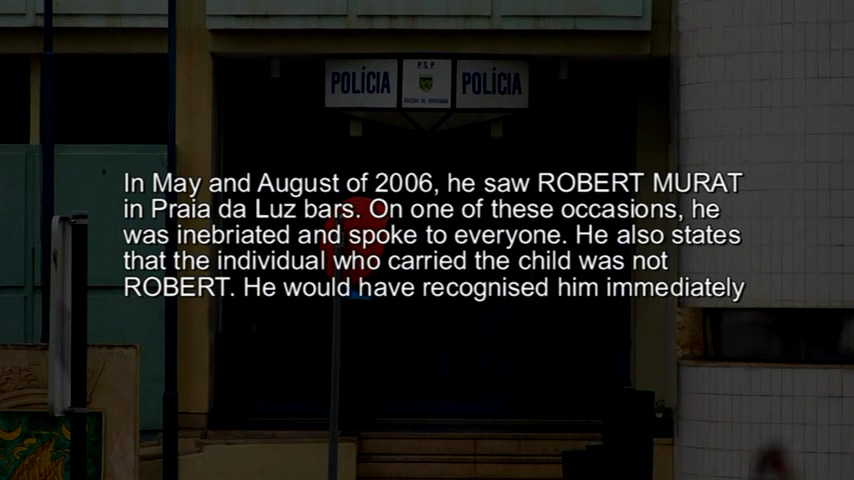 POLÍCIA P.S.P. POLÍCIA
In May and August of 2006, he saw ROBERT MURAT
in Praia da Luz bars. On one of these occasions, he
was inebriated and spoke to everyone. He also states
that the individual who carried the child was not
ROBERT. He would have recognised him immediately